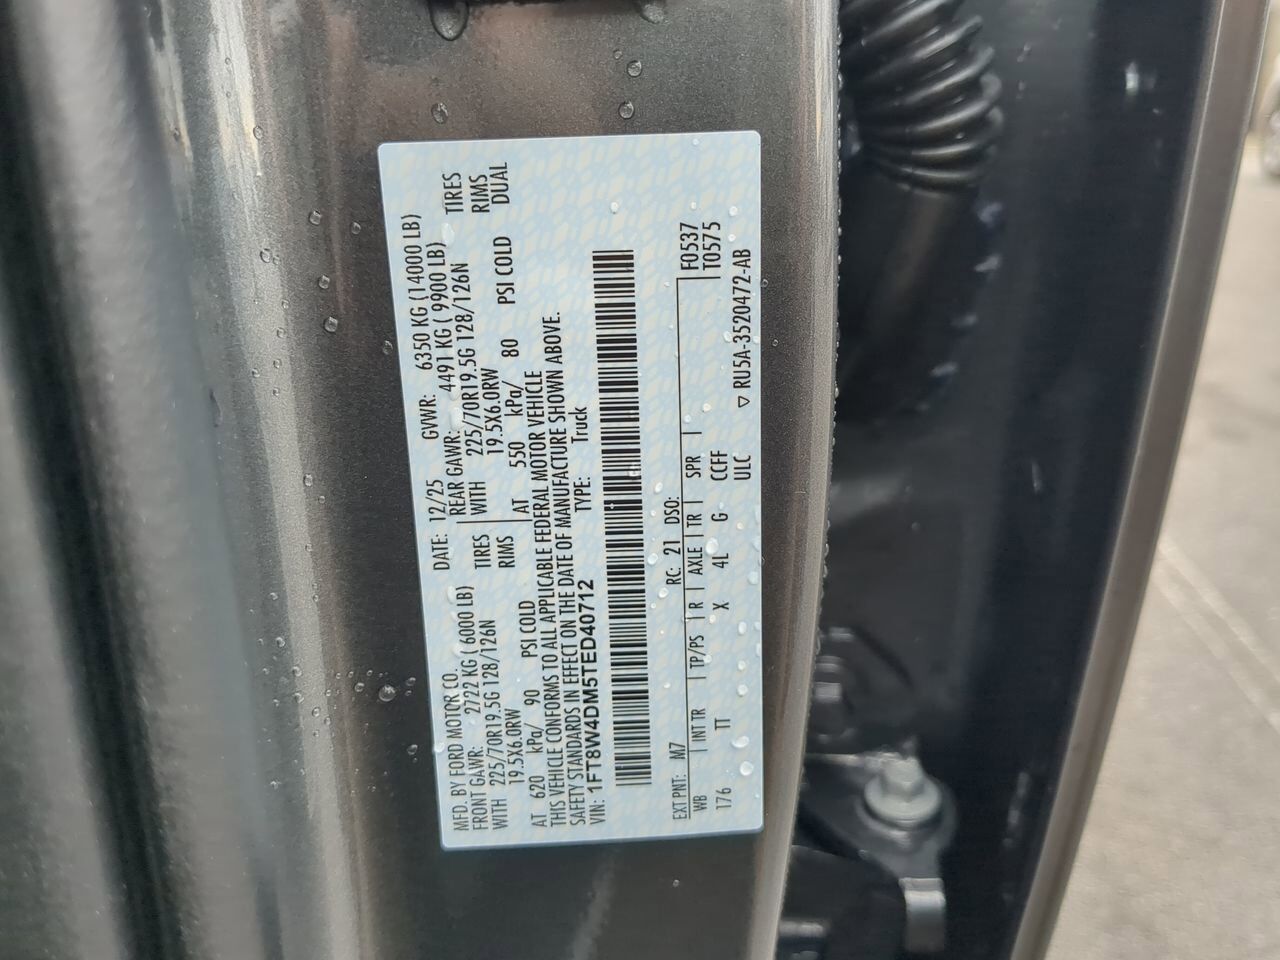 MFD. BY FORD MOTOR CO.
DATE: 12/25 GVWR: 6350 KG (14000 LB)
FRONT GAWR: 2722 KG ( 6000 LB)
REAR GAWR: 4491 KG ( 9900 LB)
WITH 225/70R19.5G 128/126N TIRES
WITH 225/70R19.5G 128/126N TIRES
19.5X6.0RW RIMS
19.5X6.0RW RIMS
AT 620 kPa/ 90 PSI COLD
AT 550 kPa/ 80 PSI COLD DUAL
THIS VEHICLE CONFORMS TO ALL APPLICABLE FEDERAL MOTOR VEHICLE
SAFETY STANDARDS IN EFFECT ON THE DATE OF MANUFACTURE SHOWN ABOVE.
VIN: 1FT8W4DM5TED40712 TYPE: Truck
EXT PNT: M7 RC: 21 DSO: F0537
WB | INT TR | TP/PS | R | AXLE | TR | SPR | T0575
176 TT X 4L G CCFF
ULC ▽ RU5A-3520472-AB